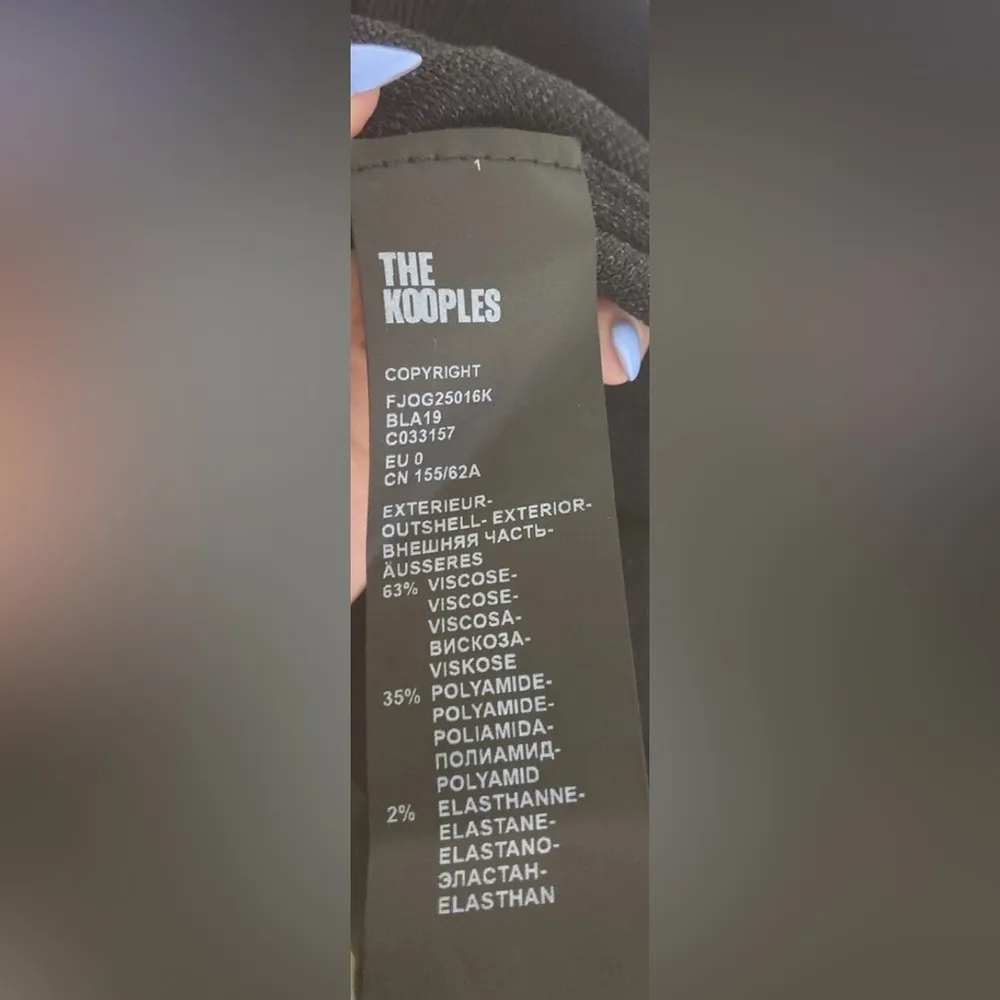 1
THE
KOOPLES
COPYRIGHT
FJOG25016K
BLA19
C033157
EU 0
CN 155/62A
EXTERIEUR-
OUTSHELL- EXTERIOR-
ВНЕШНЯЯ ЧАСТЬ-
ÄUSSERES
63% VISCOSE-
VISCOSE-
VISCOSA-
ВИСКОЗА-
VISKOSE
35% POLYAMIDE-
POLYAMIDE-
POLIAMIDA-
ПОЛИАМИД-
POLYAMID
2% ELASTHANNE-
ELASTANE-
ELASTANO-
ЭЛАСТАН-
ELASTHAN